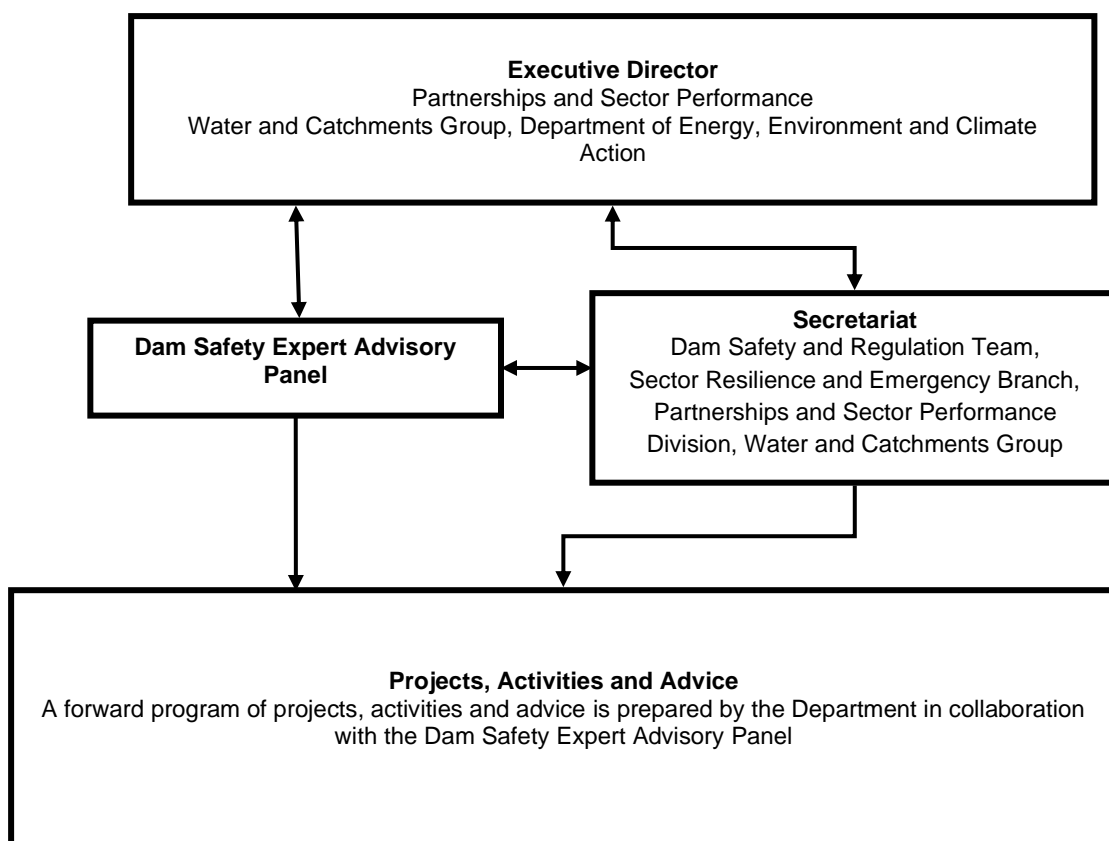 Executive Director
Partnerships and Sector Performance
Water and Catchments Group, Department of Energy, Environment and Climate
Action
Dam Safety Expert Advisory
Panel
Secretariat
Dam Safety and Regulation Team,
Sector Resilience and Emergency Branch,
Partnerships and Sector Performance
Division, Water and Catchments Group
Projects, Activities and Advice
A forward program of projects, activities and advice is prepared by the Department in collaboration
with the Dam Safety Expert Advisory Panel